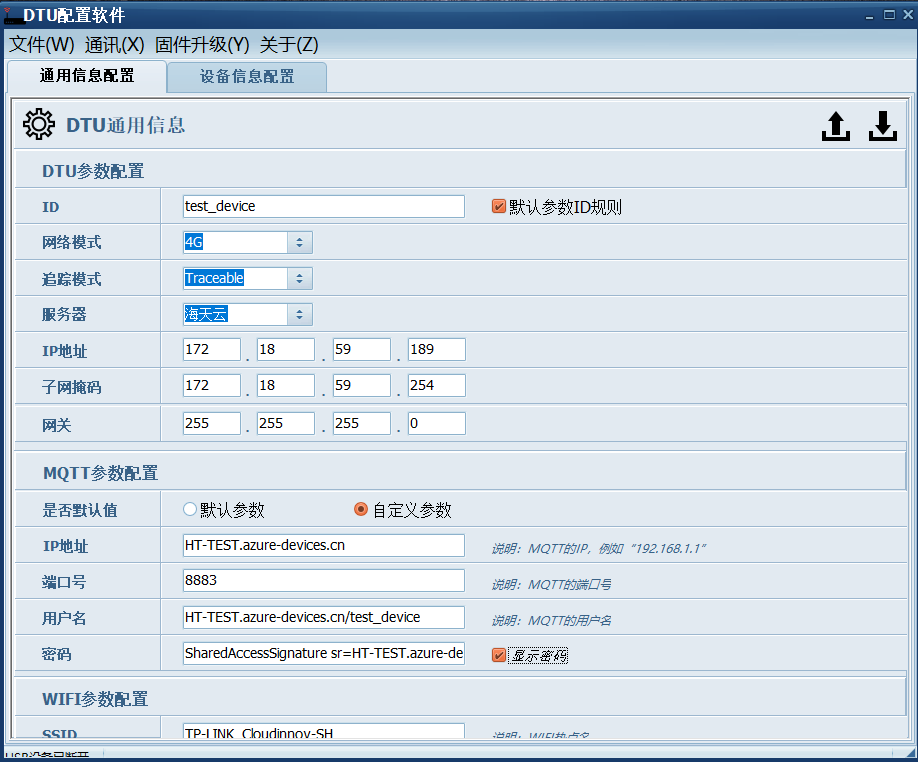 DTU配置软件
文件(W) 通讯(X) 固件升级(Y) 关于(Z)
通用信息配置 设备信息配置
DTU通用信息
DTU参数配置
ID test_device 默认参数ID规则
网络模式 4G
追踪模式 Traceable
服务器 海天云
IP地址 172 . 18 . 59 . 189
子网掩码 172 . 18 . 59 . 254
网关 255 . 255 . 255 . 0
MQTT参数配置
是否默认值 默认参数 自定义参数
IP地址 HT-TEST.azure-devices.cn 说明：MQTT的IP，例如“192.168.1.1”
端口号 8883 说明：MQTT的端口号
用户名 HT-TEST.azure-devices.cn/test_device 说明：MQTT的用户名
密码 SharedAccessSignature sr=HT-TEST.azure-de 显示密码
WIFI参数配置
SSID TP-LINK_Cloudinnov-SH 说明：WIFI热点名
USB设备已断开